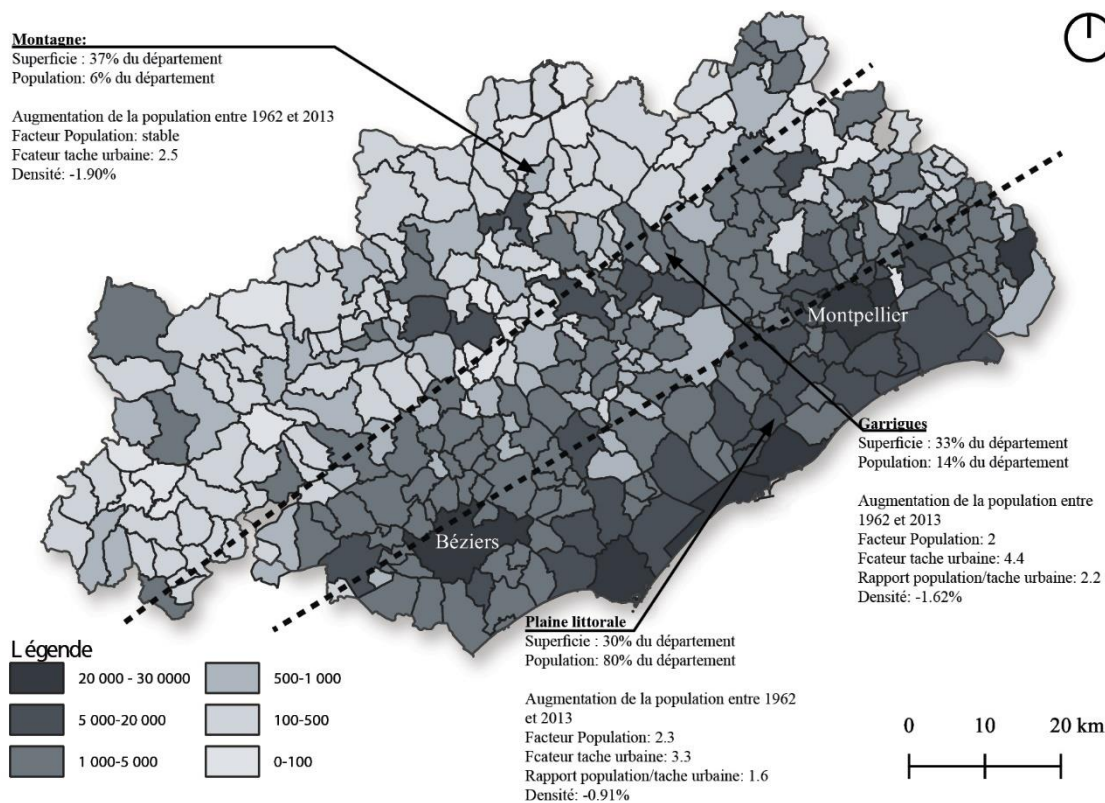 Montagne:
Superficie : 37% du département
Population: 6% du département
Augmentation de la population entre 1962 et 2013
Facteur Population: stable
Fcateur tache urbaine: 2.5
Densité: -1.90%
Montpellier
Béziers
Garrigues
Superficie : 33% du département
Population: 14% du département
Augmentation de la population entre
1962 et 2013
Facteur Population: 2
Fcateur tache urbaine: 4.4
Rapport population/tache urbaine: 2.2
Densité: -1.62%
Plaine littorale
Superficie : 30% du département
Population: 80% du département
Augmentation de la population entre 1962
et 2013
Facteur Population: 2.3
Fcateur tache urbaine: 3.3
Rapport population/tache urbaine: 1.6
Densité: -0.91%
Légende
20 000 - 30 0000
5 000-20 000
1 000-5 000
500-1 000
100-500
0-100
0 10 20 km